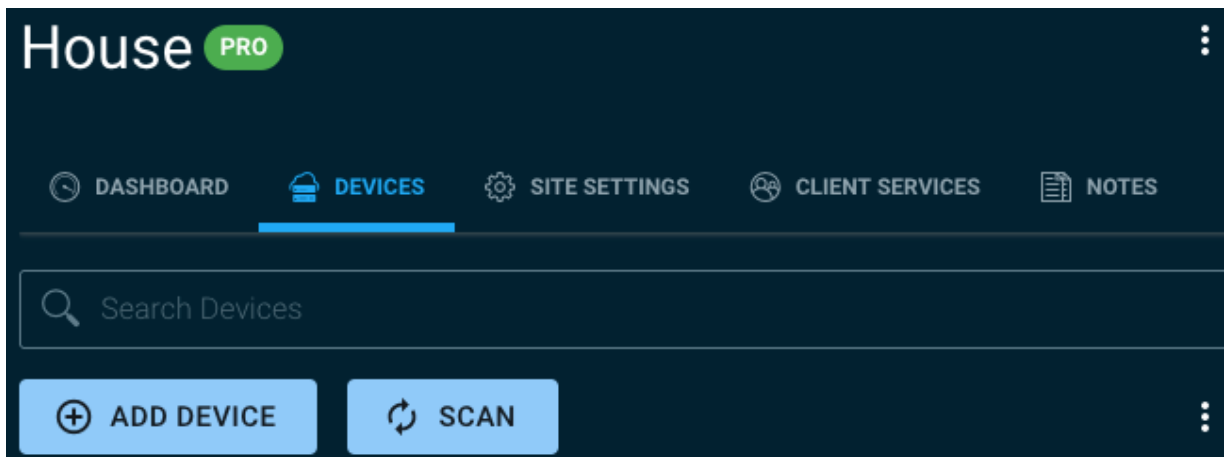 House PRO
DASHBOARD DEVICES SITE SETTINGS CLIENT SERVICES NOTES
Search Devices
ADD DEVICE SCAN